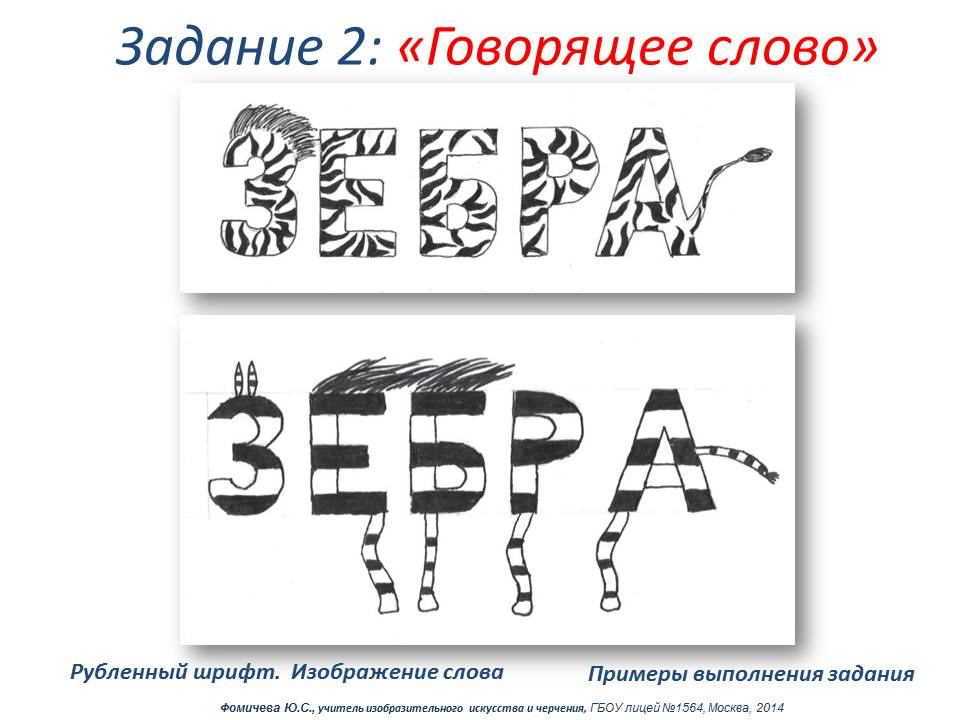 Задание 2: «Говорящее слово»
ЗЕБРА
ЗЕБРА
Рубленный шрифт. Изображение слова
Примеры выполнения задания
Фомичева Ю.С., учитель изобразительного искусства и черчения, ГБОУ лицей №1564, Москва, 2014